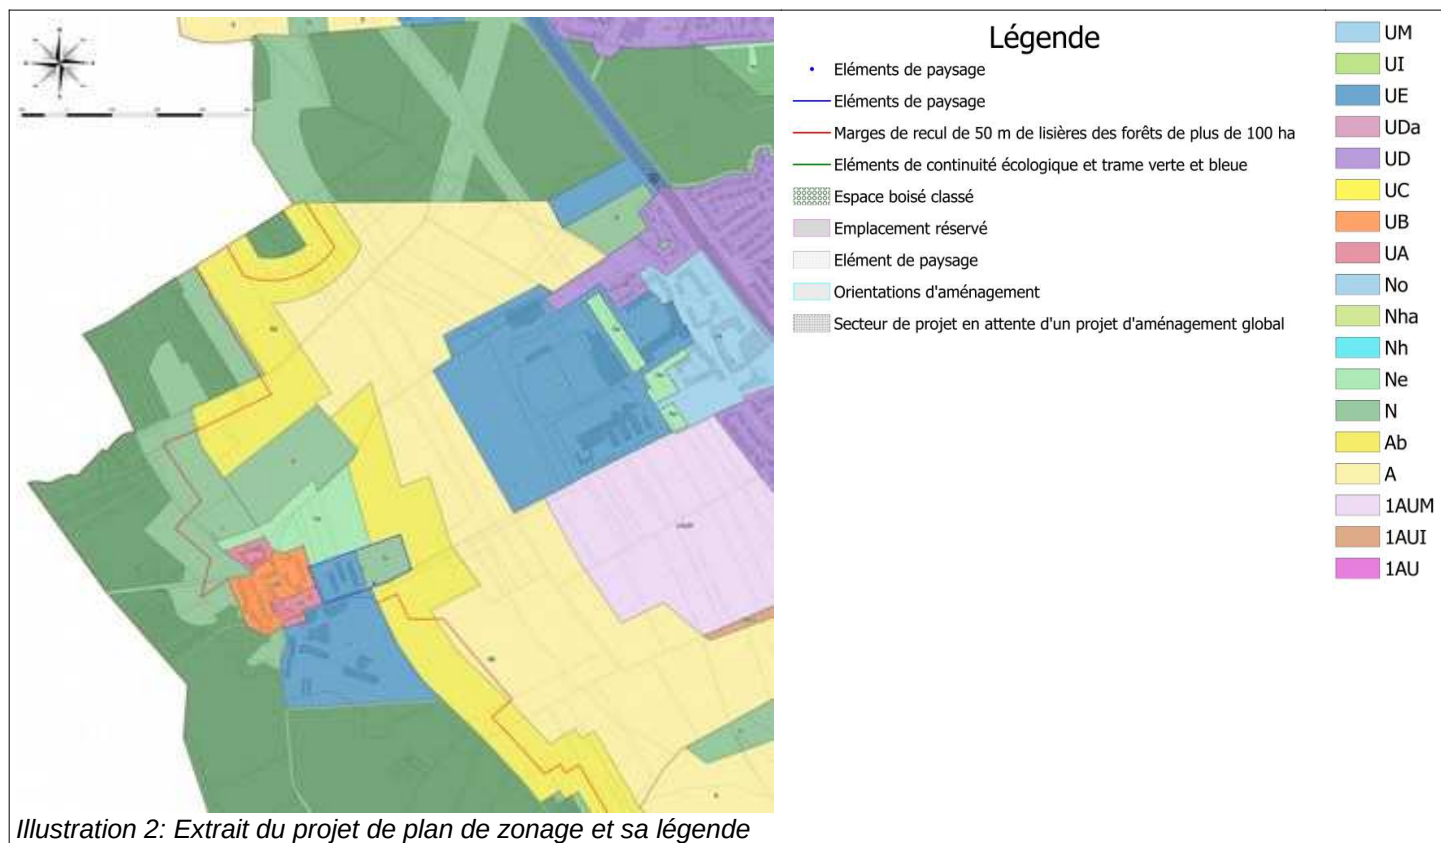 Légende
Eléments de paysage
Eléments de paysage
Marges de recul de 50 m de lisières des forêts de plus de 100 ha
Eléments de continuité écologique et trame verte et bleue
Espace boisé classé
Emplacement réservé
Elément de paysage
Orientations d'aménagement
Secteur de projet en attente d'un projet d'aménagement global
UM
UI
UE
UDa
UD
UC
UB
UA
No
Nha
Nh
Ne
N
Ab
A
1AUM
1AUI
1AU
Illustration 2: Extrait du projet de plan de zonage et sa légende